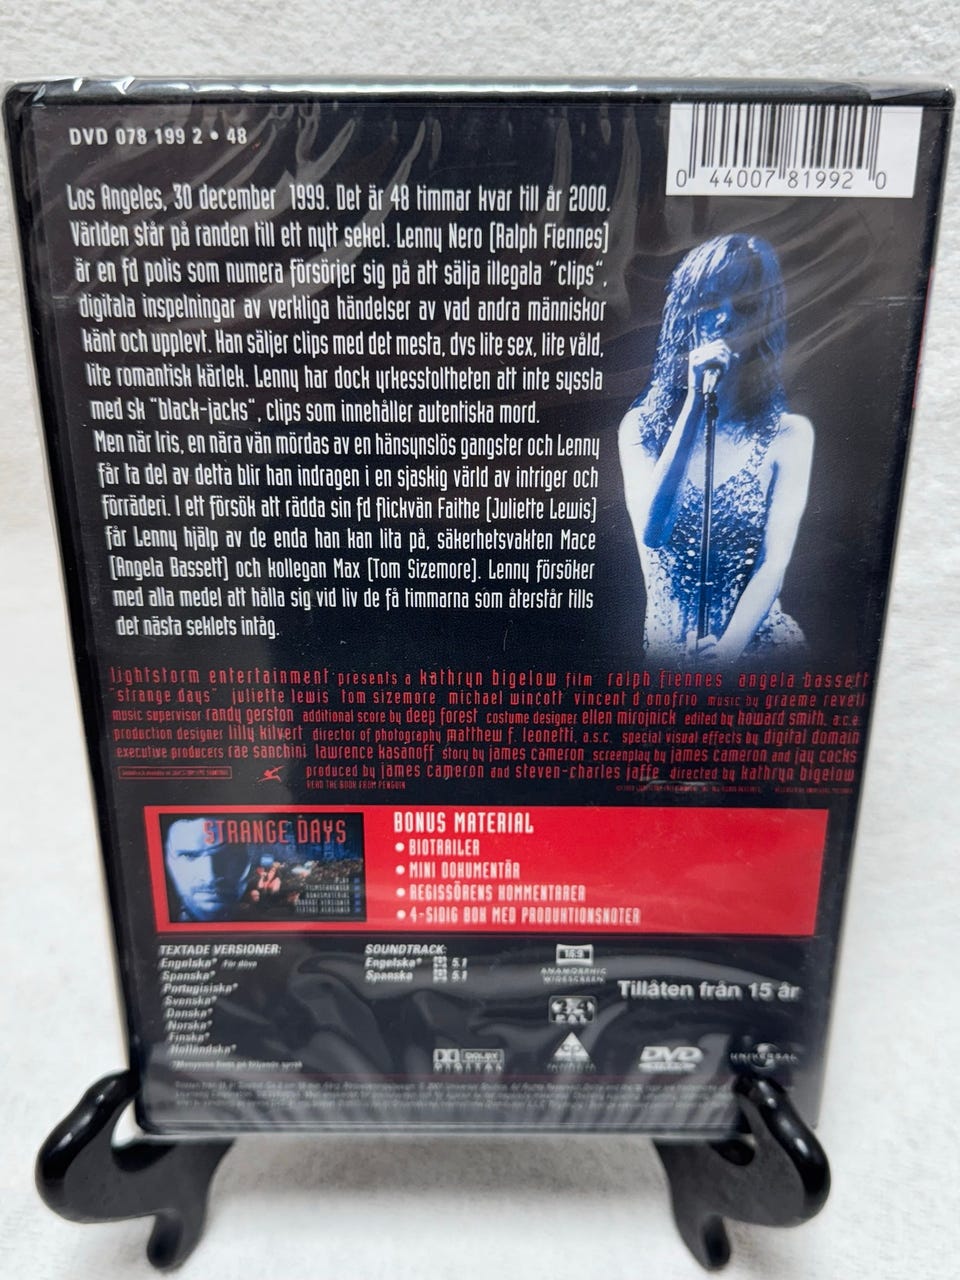 DVD 078 199 2 • 48
0 44007 81992 0
Los Angeles, 30 december 1999. Det är 48 timmar kvar till år 2000.
Världen står på randen till ett nytt sekel. Lenny Nero [Ralph Fiennes]
är en fd polis som numera försörjer sig på att sälja illegala "clips",
digitala inspelningar av verkliga händelser av vad andra människor
känt och upplevt. Han säljer clips med det mesta, dvs lite sex, lite våld,
lite romantisk kärlek. Lenny har dock yrkesstoltheten att inte syssla
med sk "black-jacks", clips som innehåller autentiska mord.
Men när Iris, en nära vän mördas av en hänsynslös gangster och Lenny
får ta del av detta blir han indragen i en sjaskig värld av intriger och
förräderi. I ett försök att rädda sin fd flickvän Faithe [Juliette Lewis]
får Lenny hjälp av de enda han kan lita på, säkerhetsvakten Mace
[Angela Bassett] och kollegan Max [Tom Sizemore]. Lenny försöker
med alla medel att hålla sig vid liv de få timmarna som återstår tills
det nästa seklets intåg.
lightstorm entertainment presents a kathryn bigelow film ralph fiennes angela bassett
"strange days" juliette lewis tom sizemore michael wincott vincent d'onofrio music by graeme revell
music supervisor randy gerston additional score by deep forest costume designer ellen mirojnick edited by howard smith, a.c.e.
production designer lilly kilvert director of photography matthew f. leonetti, a.s.c. special visual effects by digital domain
executive producers rae sanchini lawrence kasanoff story by james cameron screenplay by james cameron and jay cocks
produced by james cameron and steven-charles jaffe directed by kathryn bigelow
READ THE BOOK FROM PENGUIN
STRANGE DAYS
BONUS MATERIAL
• BIOTRAILER
• MINI DOKUMENTÄR
• REGISSÖRENS KOMMENTARER
• 4-SIDIG BOK MED PRODUKTIONSNOTER
TEXTADE VERSIONER:
Engelska* För döva
Spanska*
Portugisiska*
Svenska*
Danska*
Norska*
Finska*
Holländska*
SOUNDTRACK:
Engelska* 5.1
Spanska 5.1
16:9
ANAMORPHIC
WIDESCREEN
2,4
PAL
Tillåten från 15 år
DOLBY
DIGITAL
DVD
VIDEO
UNIVERSAL